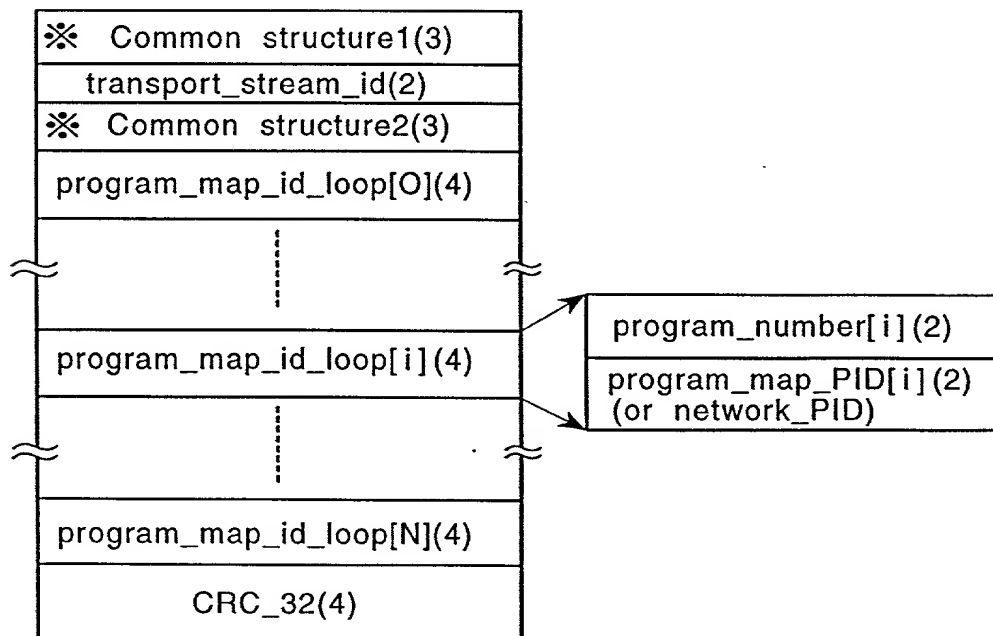 ※ Common structure1(3)
transport_stream_id(2)
※ Common structure2(3)
program_map_id_loop[O](4)
program_map_id_loop[i](4)
program_number[i](2)
program_map_PID[i](2)
(or network_PID)
program_map_id_loop[N](4)
CRC_32(4)